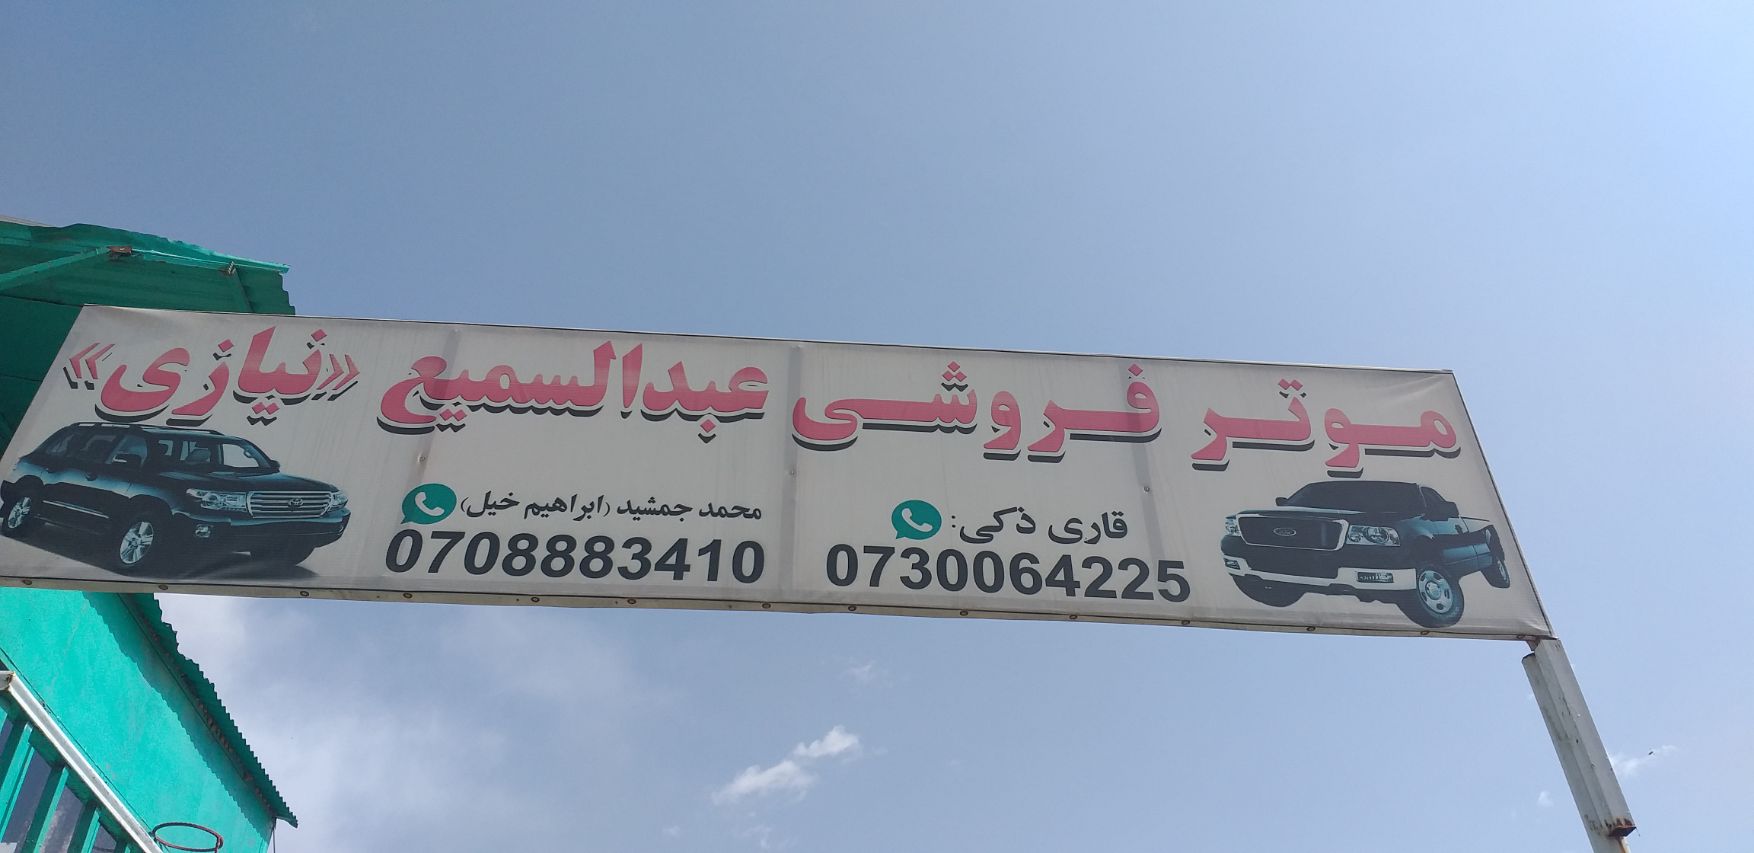 موتر فروشی عبدالسمیع «نیازی»
قاری ذکی:
0730064225
محمد جمشید (ابراهیم خیل)
0708883410